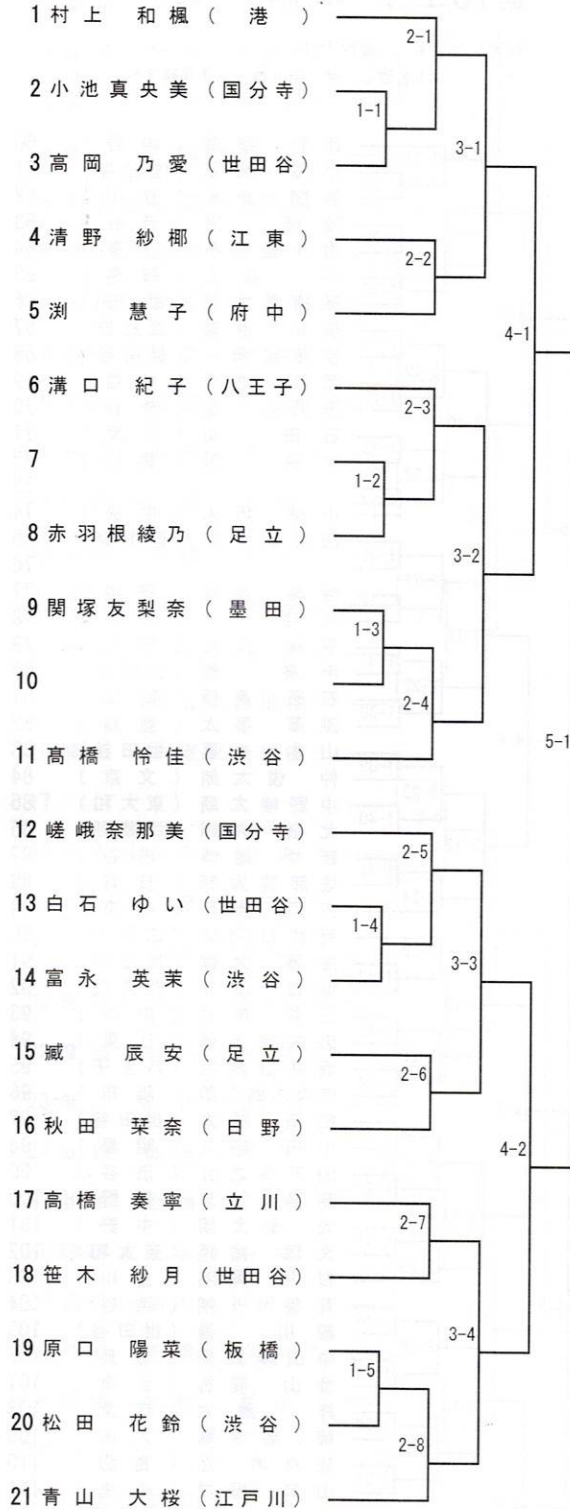 1 村上 和楓 (港)
2-1
2 小池真央美 (国分寺)
1-1
3-1
3 高岡 乃愛 (世田谷)
4 清野 紗椰 (江東)
2-2
5 渕 慧子 (府中)
4-1
6 溝口 紀子 (八王子)
2-3
7
1-2
8 赤羽根綾乃 (足立)
3-2
9 関塚友梨奈 (墨田)
1-3
10
2-4
5-1
11 高橋 怜佳 (渋谷)
12 嵯峨奈那美 (国分寺)
2-5
13 白石 ゆい (世田谷)
1-4
3-3
14 富永 英茉 (渋谷)
15 臧 辰安 (足立)
2-6
16 秋田 栞奈 (日野)
4-2
17 高橋 奏寧 (立川)
2-7
18 笹木 紗月 (世田谷)
3-4
19 原口 陽菜 (板橋)
1-5
20 松田 花鈴 (渋谷)
2-8
21 青山 大桜 (江戸川)